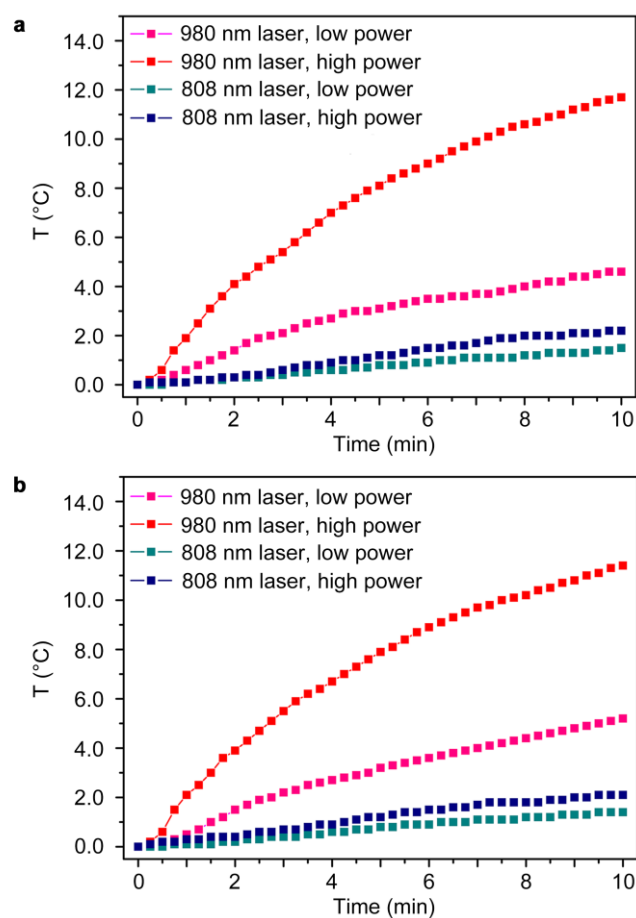 a
14.0
12.0
10.0
8.0
6.0
4.0
2.0
0.0
T (°C)
980 nm laser, low power
980 nm laser, high power
808 nm laser, low power
808 nm laser, high power
0 2 4 6 8 10
Time (min)
b
14.0
12.0
10.0
8.0
6.0
4.0
2.0
0.0
T (°C)
980 nm laser, low power
980 nm laser, high power
808 nm laser, low power
808 nm laser, high power
0 2 4 6 8 10
Time (min)